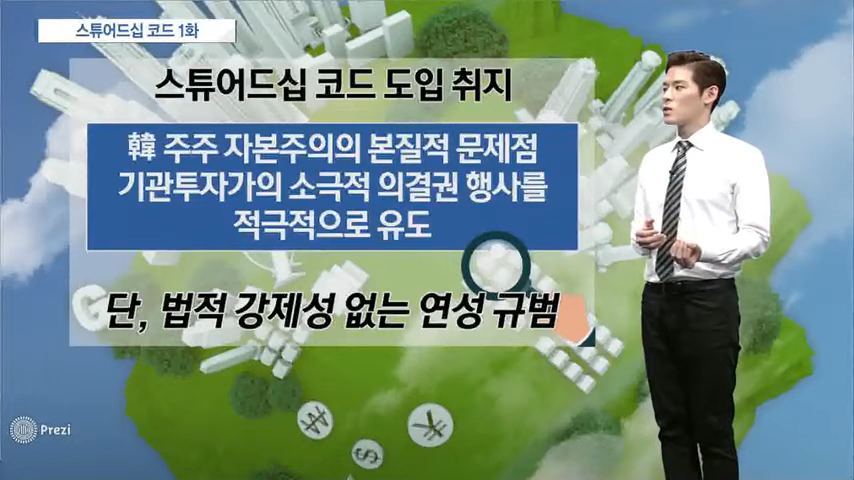 스튜어드십 코드 1화
스튜어드십 코드 도입 취지
韓 주주 자본주의의 본질적 문제점
기관투자가의 소극적 의결권 행사를
적극적으로 유도
단, 법적 강제성 없는 연성 규범
Prezi
₩
$
¥